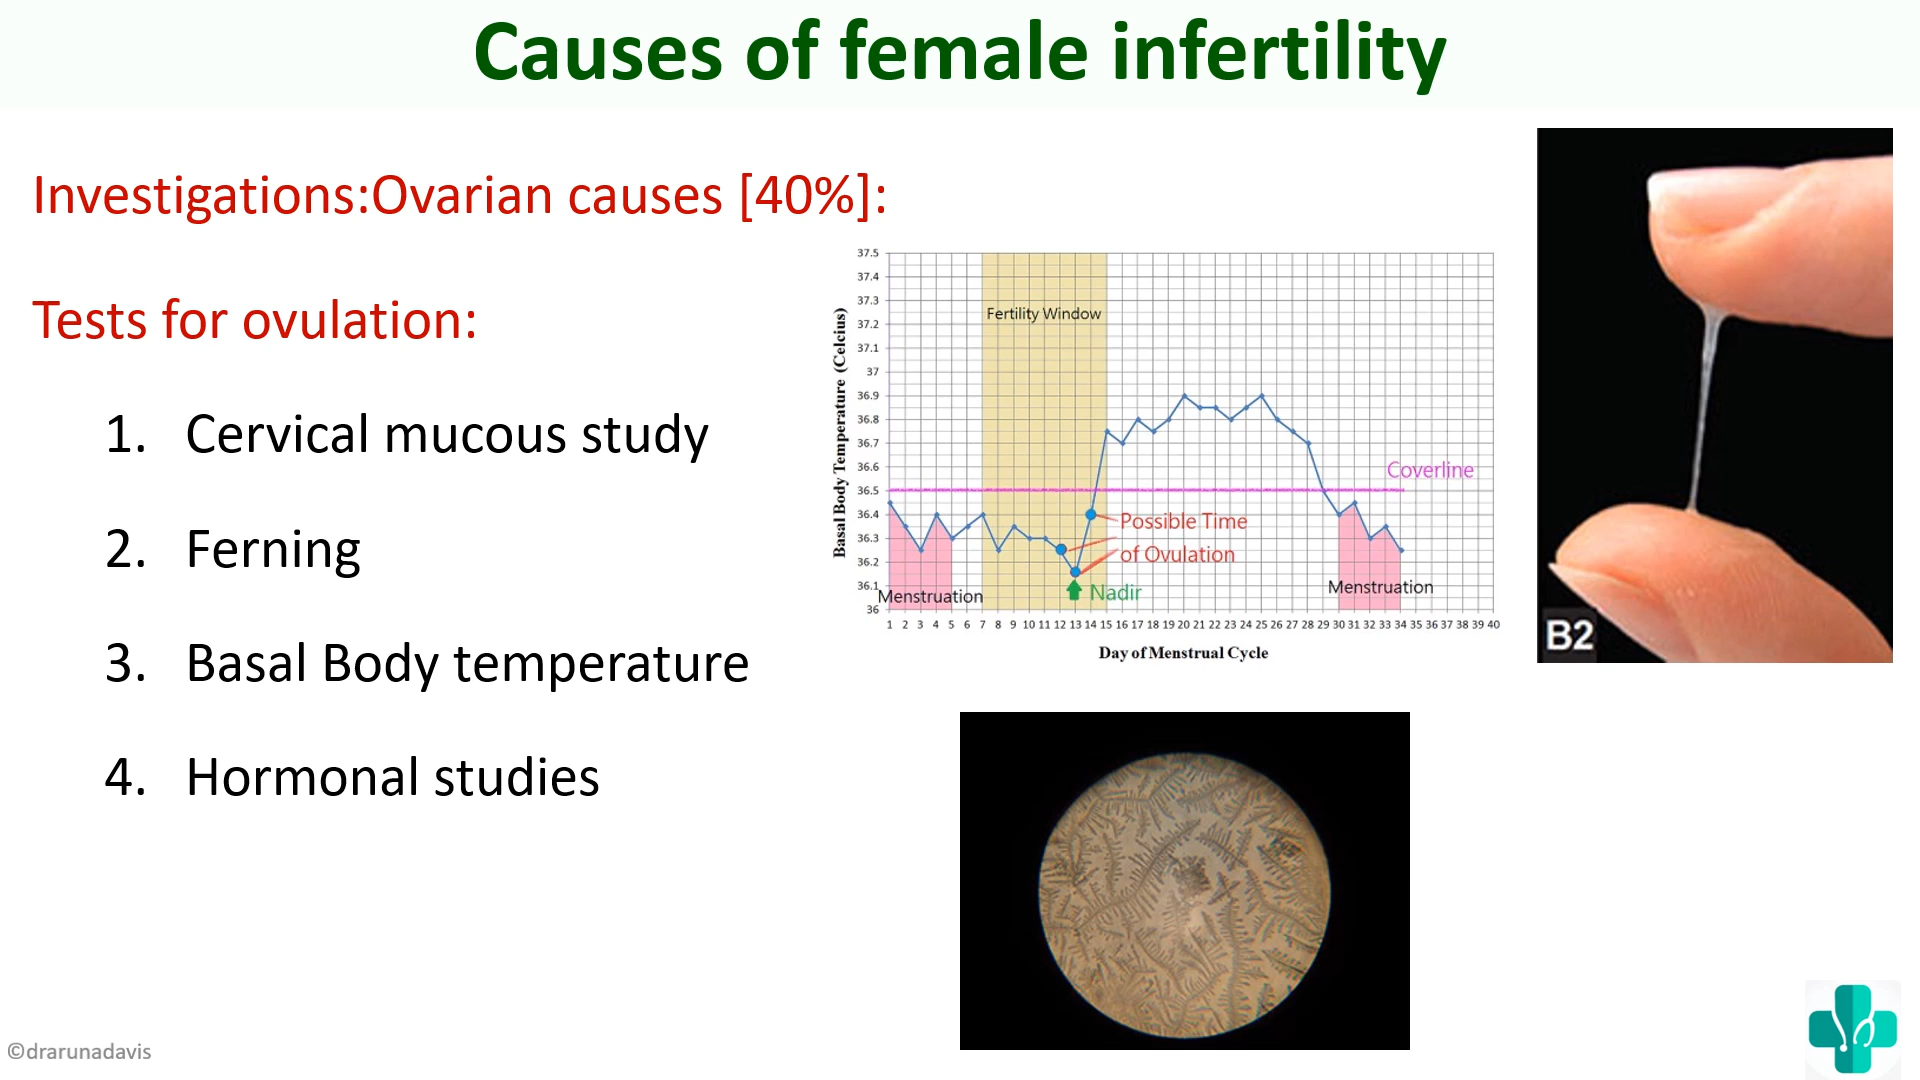 Causes of female infertility
Investigations:Ovarian causes [40%]:
Tests for ovulation:
1. Cervical mucous study
2. Ferning
3. Basal Body temperature
4. Hormonal studies
Basal Body Temperature (Celcius)
37.5
37.4
37.3
37.2
37.1
37
36.9
36.8
36.7
36.6
36.5
36.4
36.3
36.2
36.1
36
Fertility Window
Coverline
Possible Time
of Ovulation
Nadir
Menstruation
Menstruation
1 2 3 4 5 6 7 8 9 10 11 12 13 14 15 16 17 18 19 20 21 22 23 24 25 26 27 28 29 30 31 32 33 34 35 36 37 38 39 40
Day of Menstrual Cycle
B2
©drarunadavis